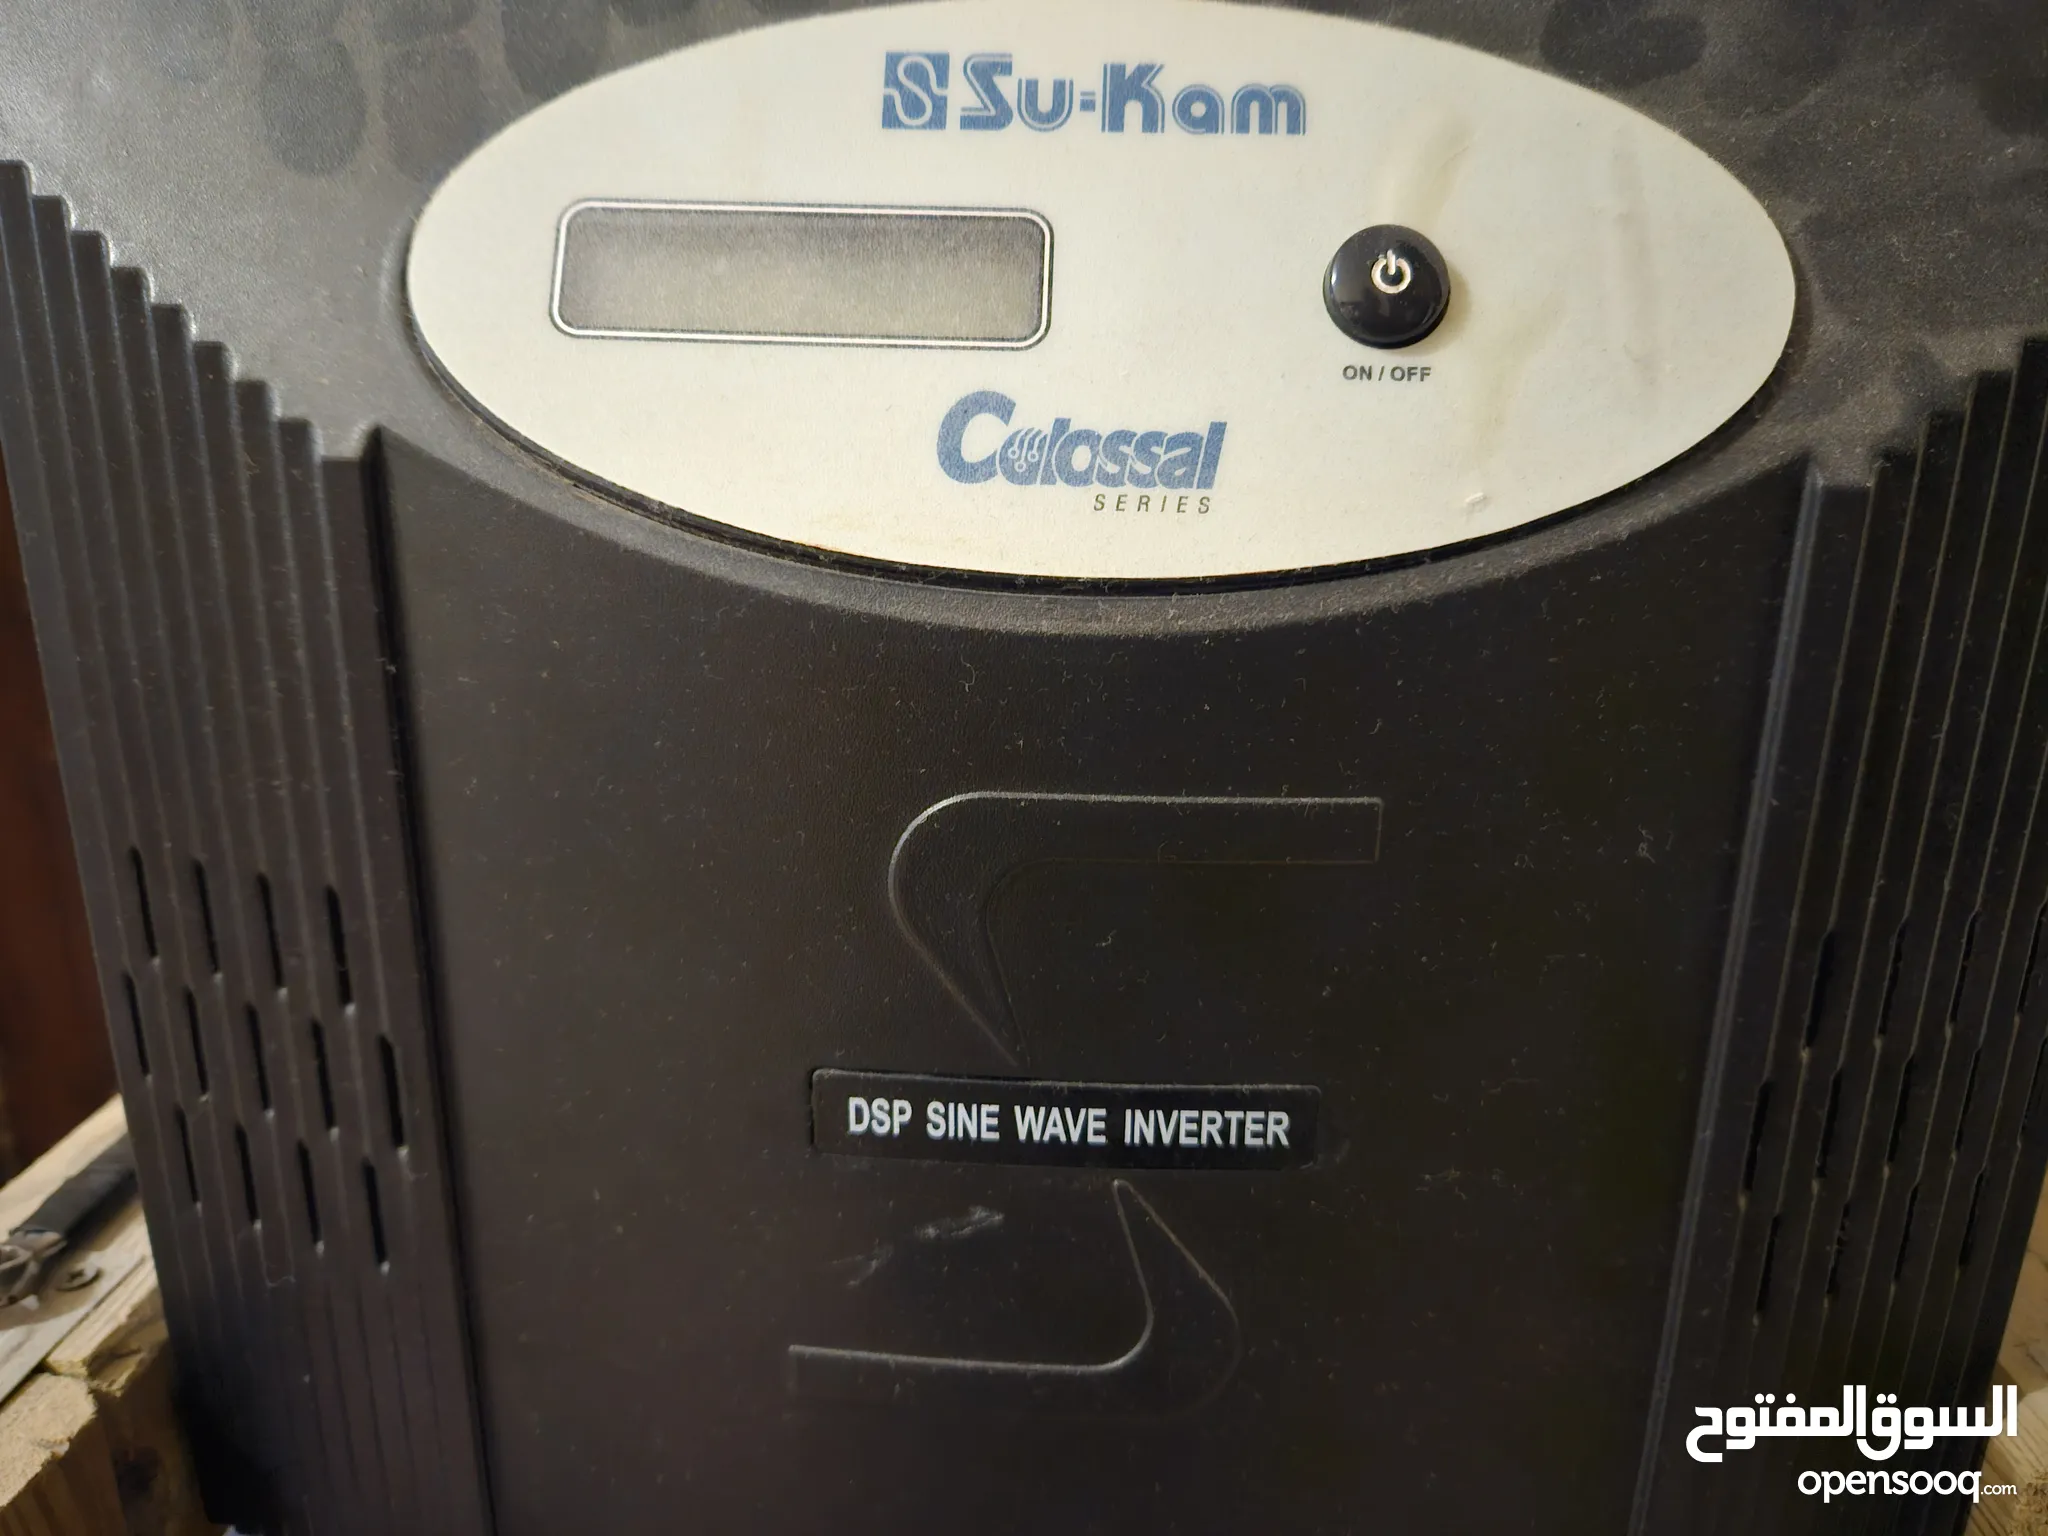 Su-Kam
ON / OFF
Colossal
SERIES
DSP SINE WAVE INVERTER
السوق المفتوح
opensooq.com